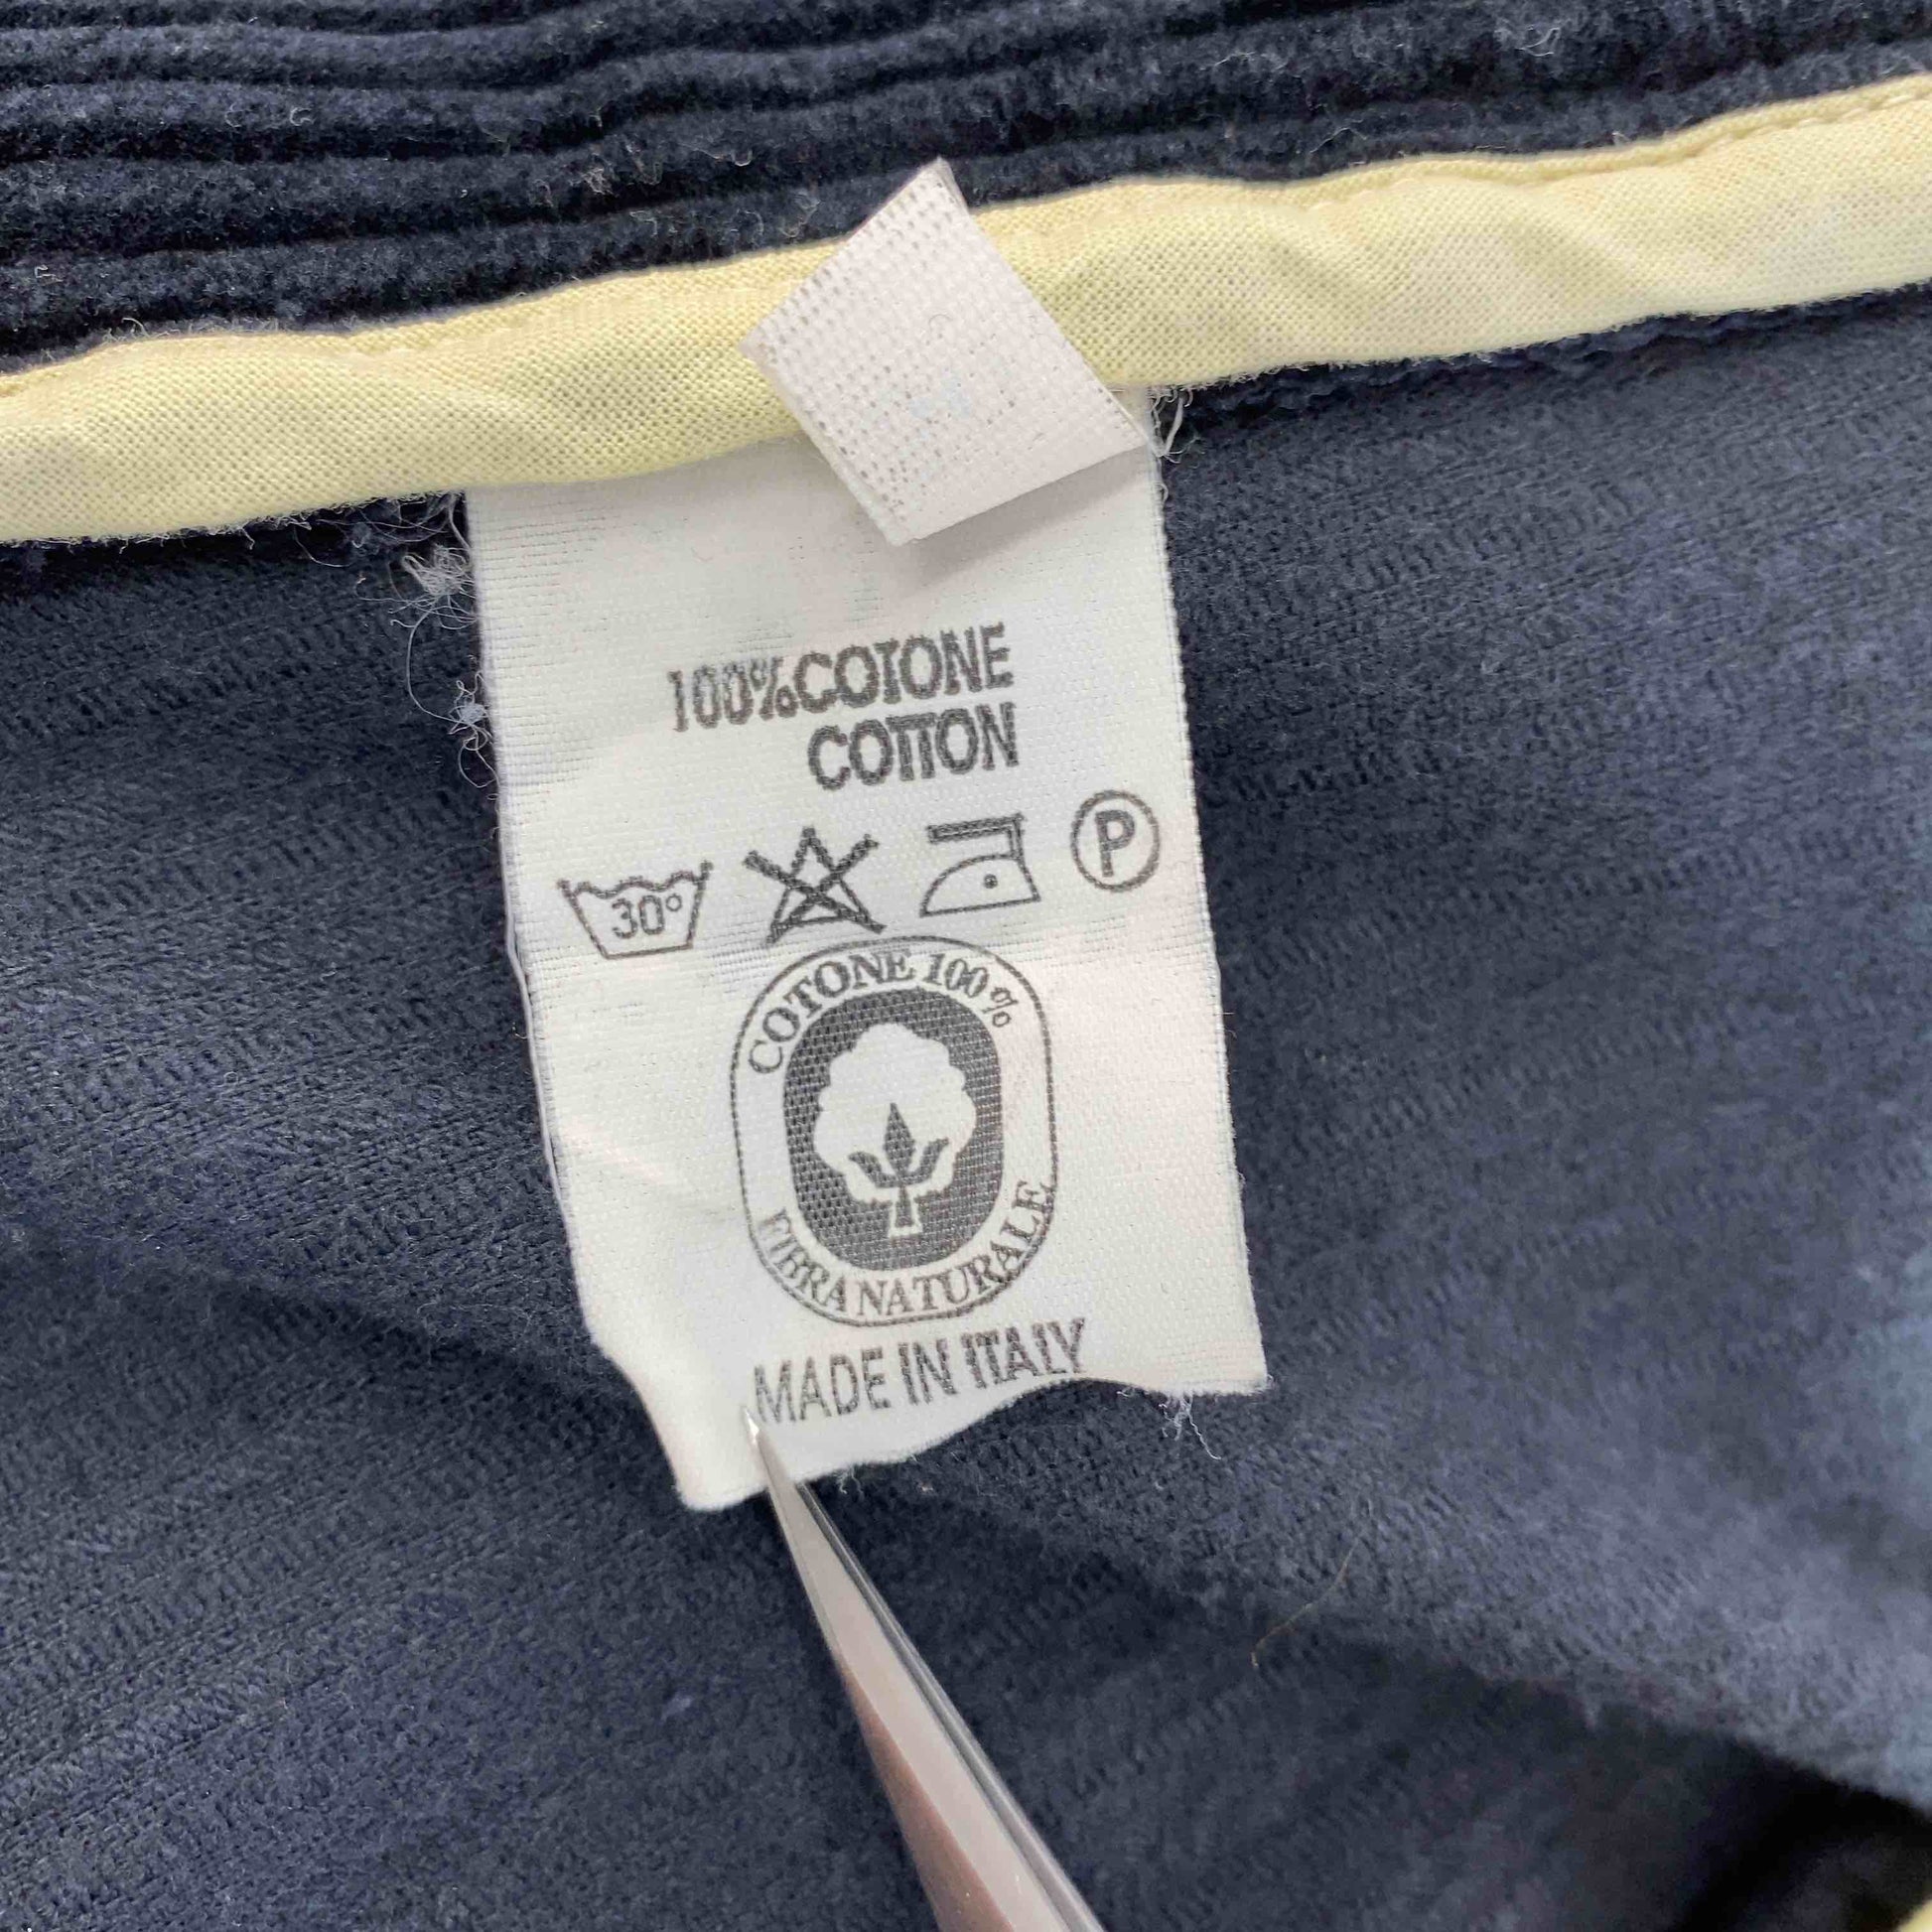 100%COTONE
COTTON
30°
P
COTONE 100%
FIBRA NATURALE
MADE IN ITALY